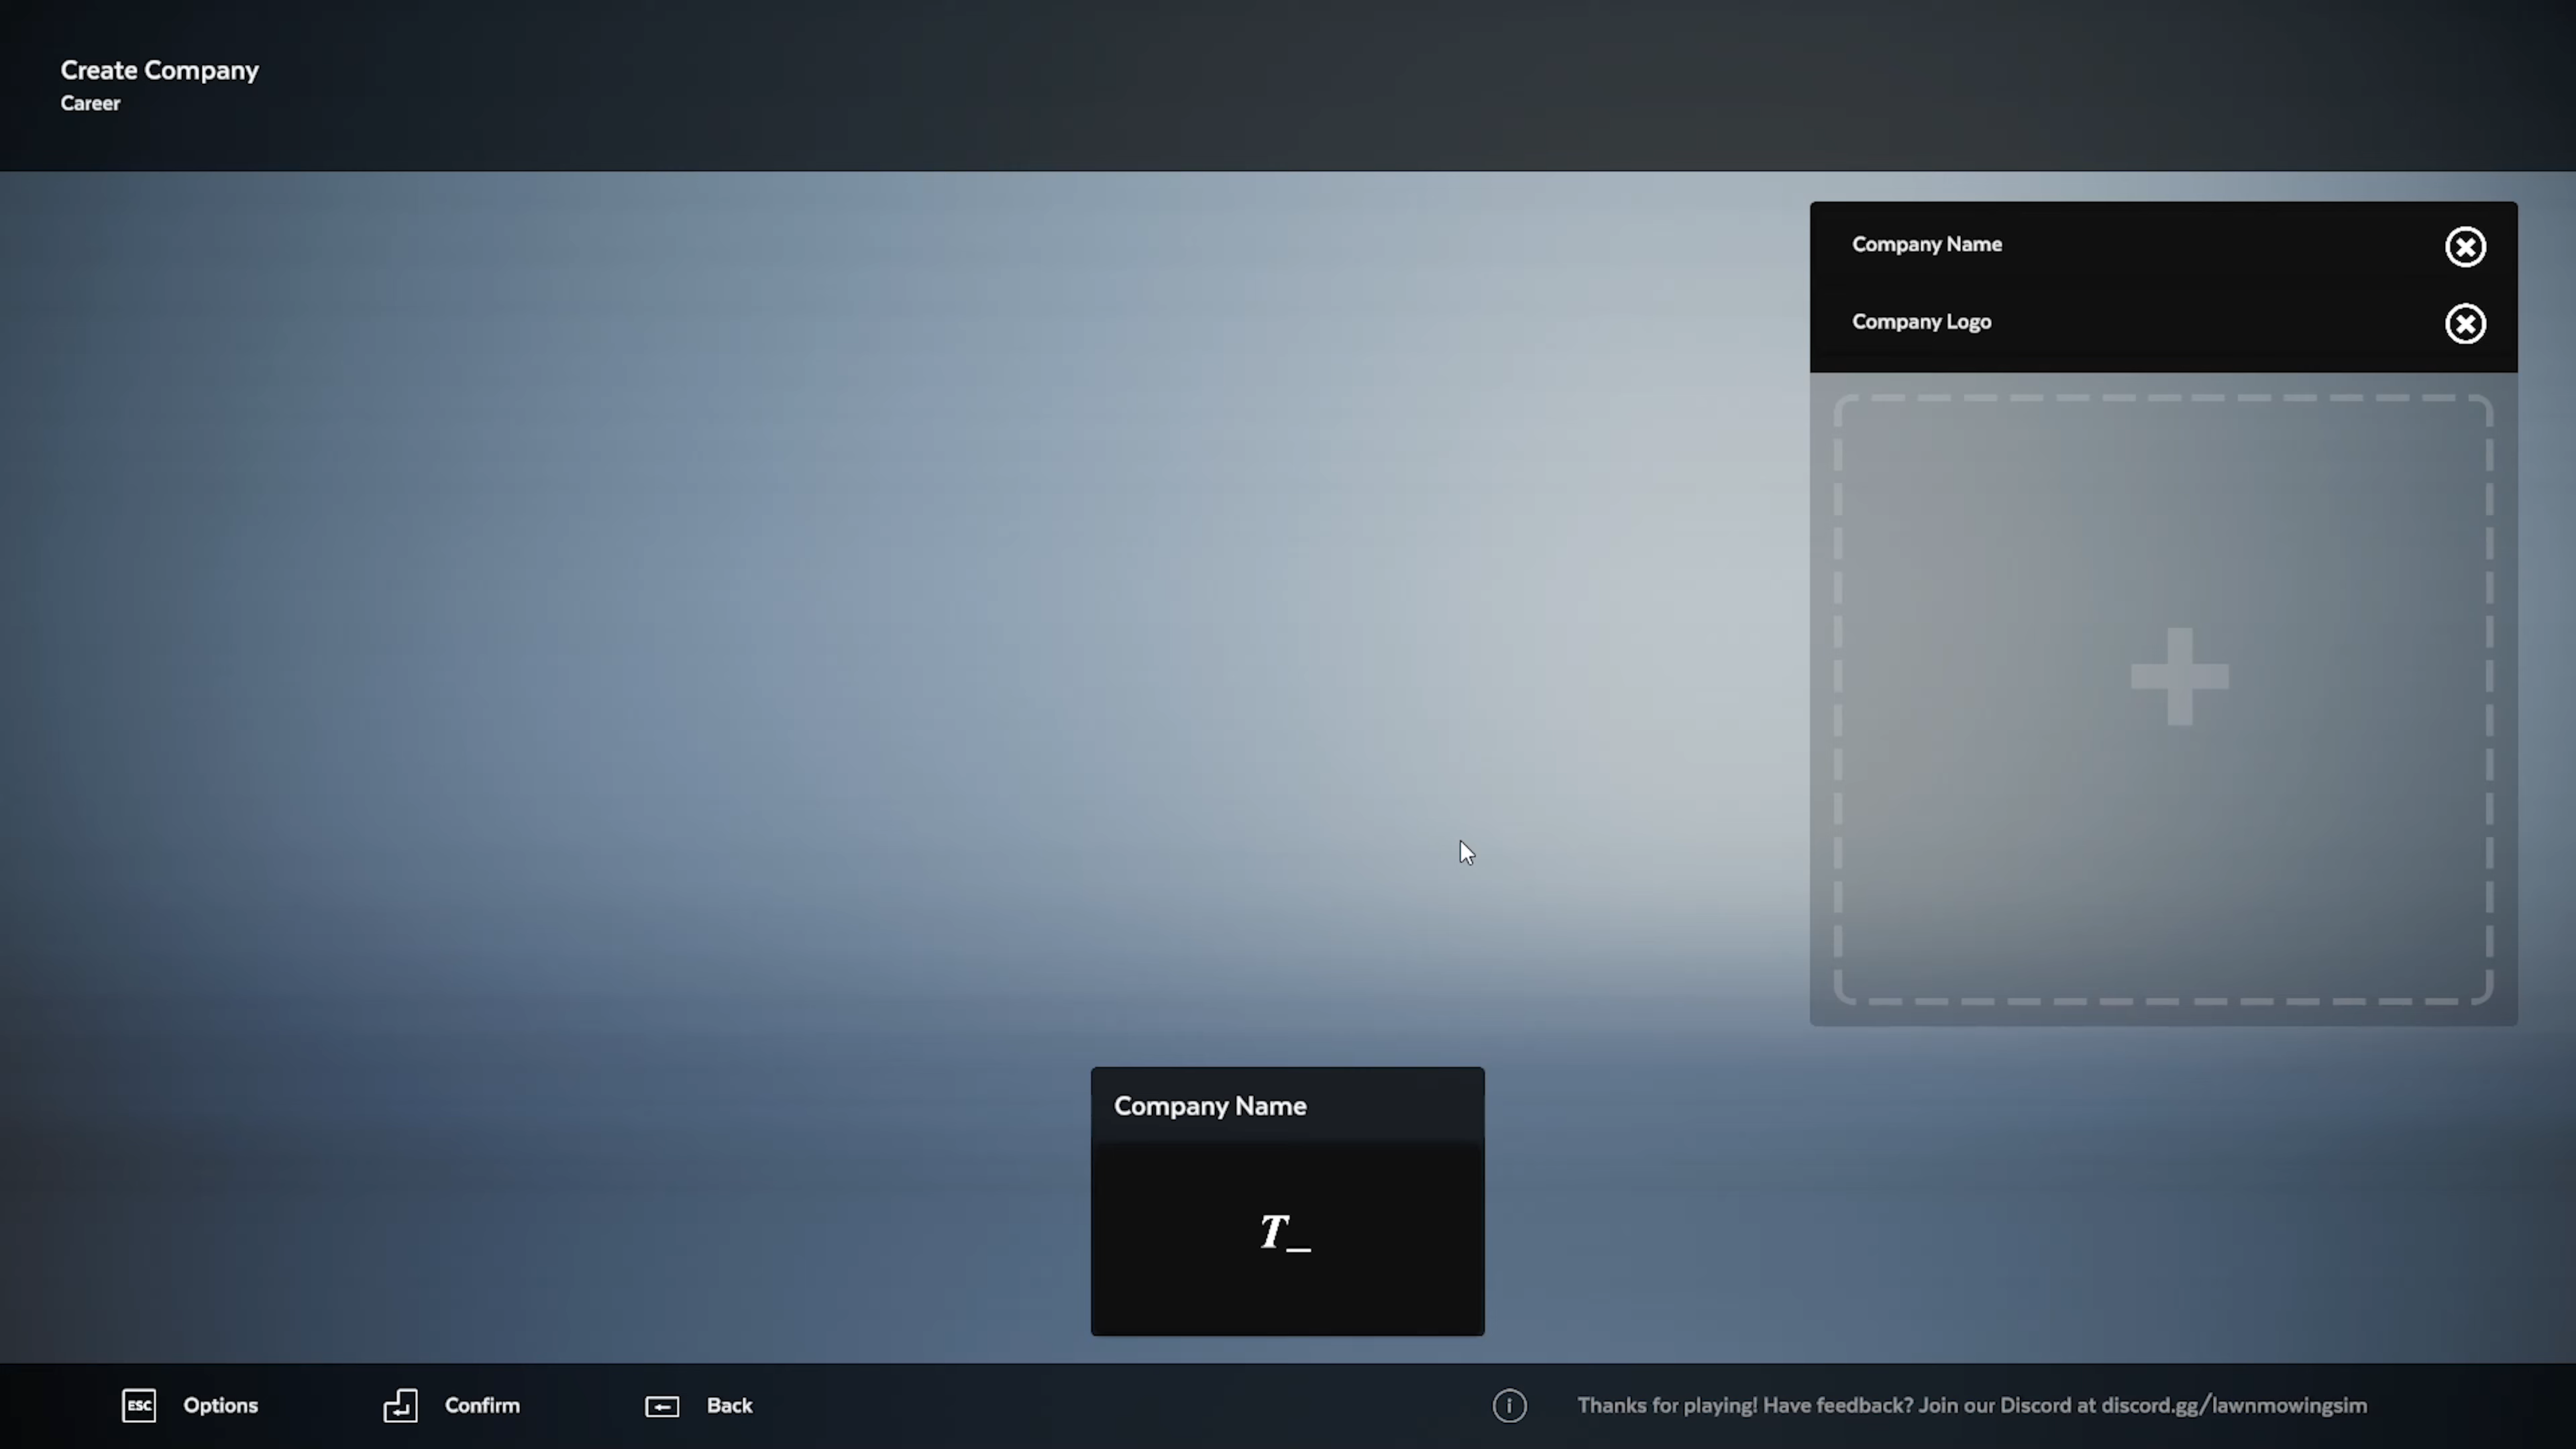 Create Company
Career
Company Name
Company Logo
Company Name
T_
ESC Options
Confirm
Back
Thanks for playing! Have feedback? Join our Discord at discord.gg/lawnmowingsim